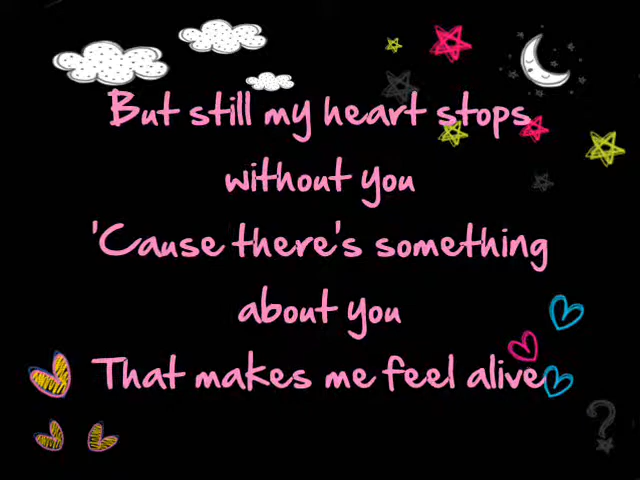 But still my heart stops
without you
'Cause there's something
about you
That makes me feel alive
?